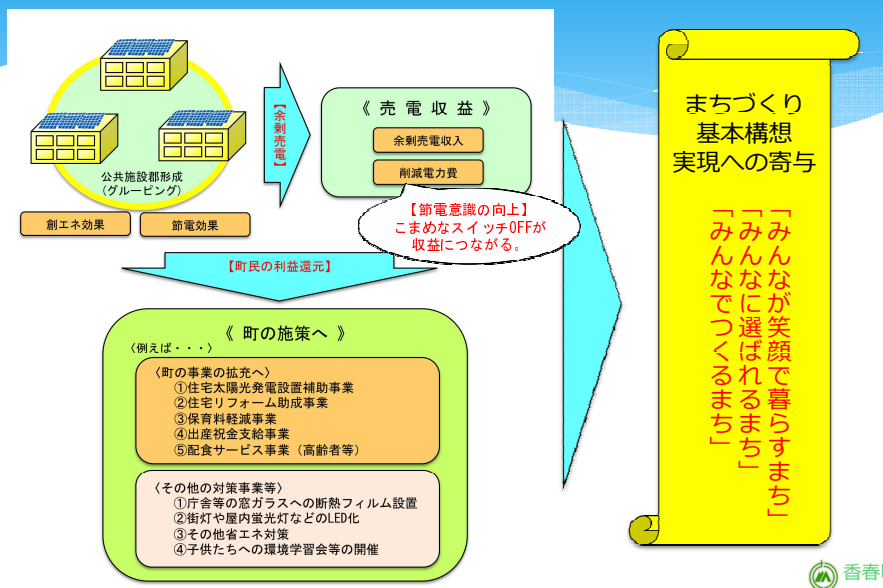 公共施設郡形成
(グルーピング)
創エネ効果
節電効果
【余剰売電】
《 売 電 収 益 》
余剰売電収入
削減電力費
【節電意識の向上】
こまめなスイッチOFFが
収益につながる。
【町民の利益還元】
《 町の施策へ 》
〈例えば・・・〉
〈町の事業の拡充へ〉
①住宅太陽光発電設置補助事業
②住宅リフォーム助成事業
③保育料軽減事業
④出産祝金支給事業
⑤配食サービス事業（高齢者等）
〈その他の対策事業等〉
①庁舎等の窓ガラスへの断熱フィルム設置
②街灯や屋内蛍光灯などのLED化
③その他省エネ対策
④子供たちへの環境学習会等の開催
まちづくり
基本構想
実現への寄与
「みんなが笑顔で暮らすまち」
「みんなに選ばれるまち」
「みんなでつくるまち」
香春